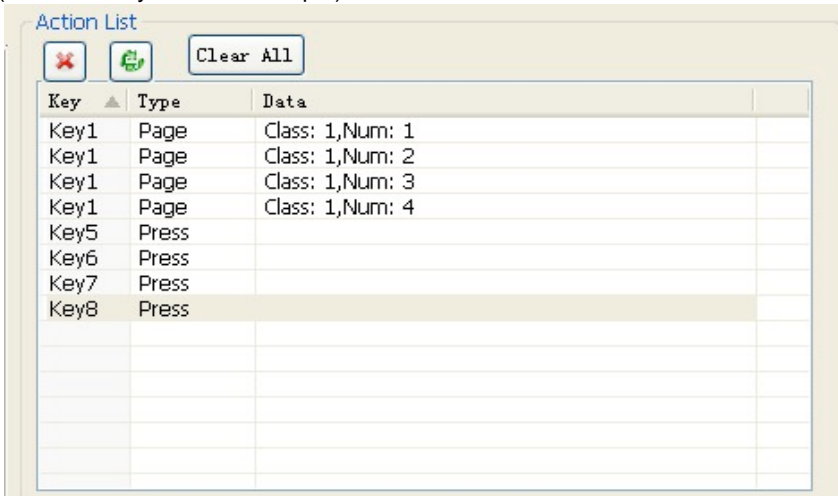 Action List
Clear All
Key Type Data
Key1 Page Class: 1,Num: 1
Key1 Page Class: 1,Num: 2
Key1 Page Class: 1,Num: 3
Key1 Page Class: 1,Num: 4
Key5 Press
Key6 Press
Key7 Press
Key8 Press